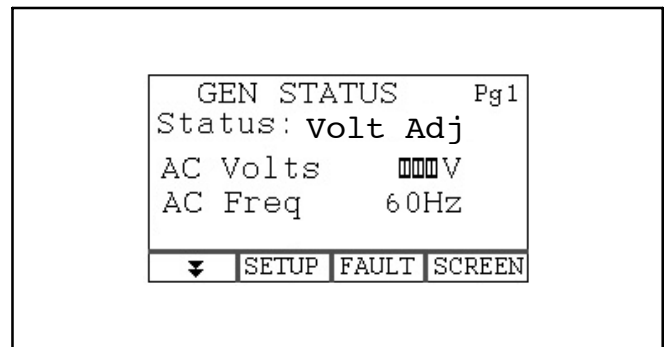 GEN STATUS Pg1
Status: Volt Adj
AC Volts V
AC Freq 60Hz
SETUP FAULT SCREEN